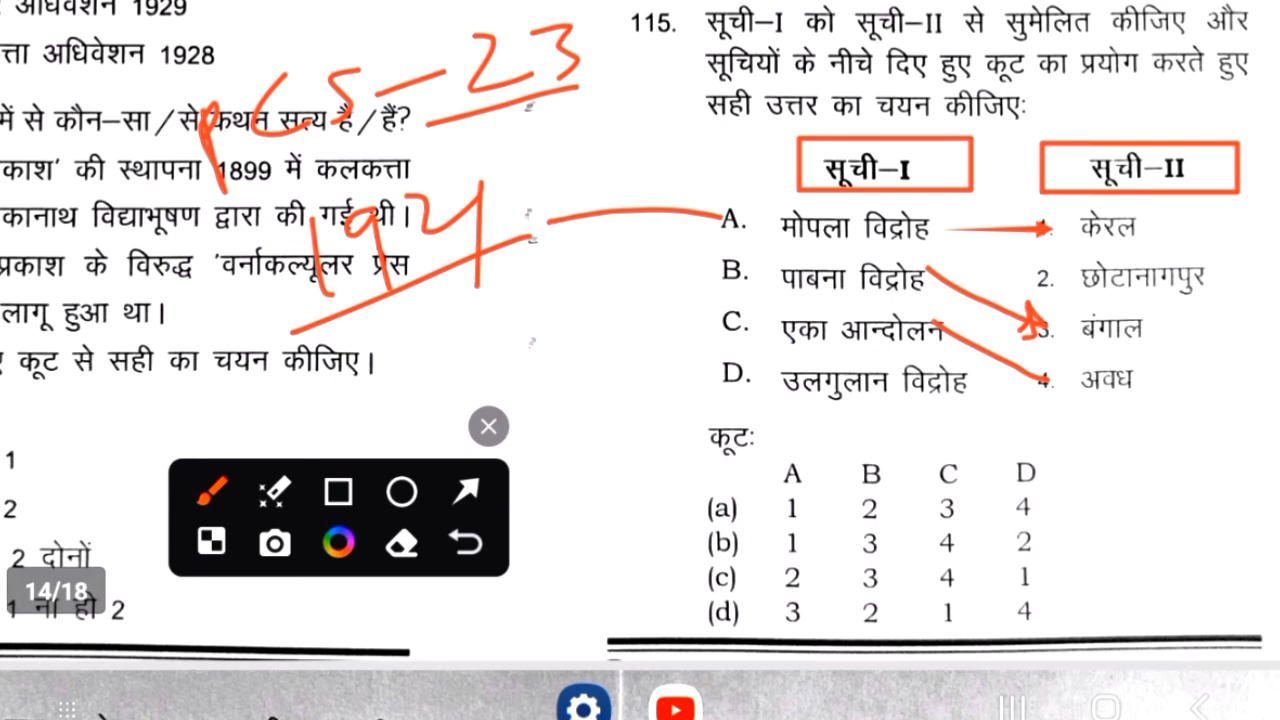 अधिवेशन 1929
त्ता अधिवेशन 1928
में से कौन–सा/से कथन सत्य है/हैं?
काश' की स्थापना 1899 में कलकत्ता
कानाथ विद्याभूषण द्वारा की गई थी।
प्रकाश के विरुद्ध 'वर्नाकल्यूलर प्रेस
लागू हुआ था।
कूट से सही का चयन कीजिए।
1
2
2 दोनों
1 ना ही 2
14/18
PCS-23
1921
115. सूची–I को सूची–II से सुमेलित कीजिए और
सूचियों के नीचे दिए हुए कूट का प्रयोग करते हुए
सही उत्तर का चयन कीजिए:
सूची–I सूची–II
A. मोपला विद्रोह 1. केरल
B. पाबना विद्रोह 2. छोटानागपुर
C. एका आन्दोलन 3. बंगाल
D. उलगुलान विद्रोह 4. अवध
कूट:
A B C D
(a) 1 2 3 4
(b) 1 3 4 2
(c) 2 3 4 1
(d) 3 2 1 4